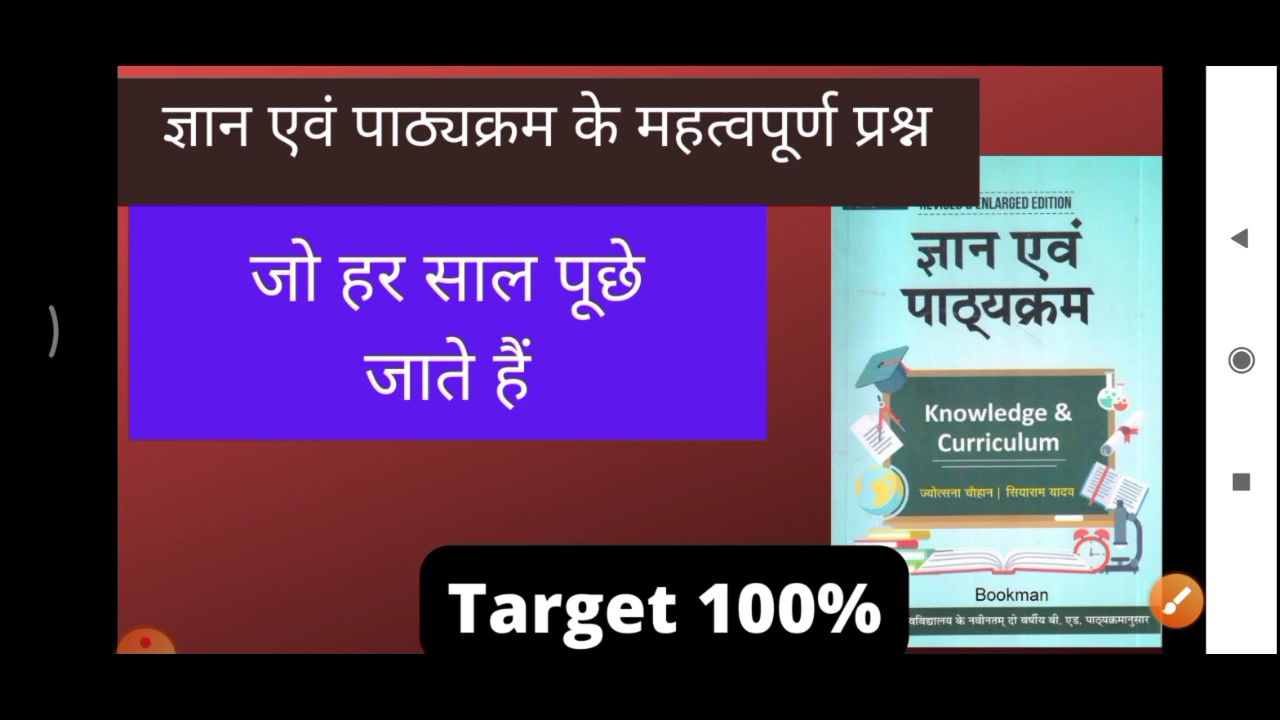 ज्ञान एवं पाठ्यक्रम के महत्वपूर्ण प्रश्न
जो हर साल पूछे
जाते हैं
ENLARGED EDITION
ज्ञान एवं
पाठ्यक्रम
Knowledge &
Curriculum
ज्योत्सना चौहान | सियाराम यादव
Bookman
के नवीनतम् दो वर्षीय बी. एड. पाठ्यक्रमानुसार
Target 100%